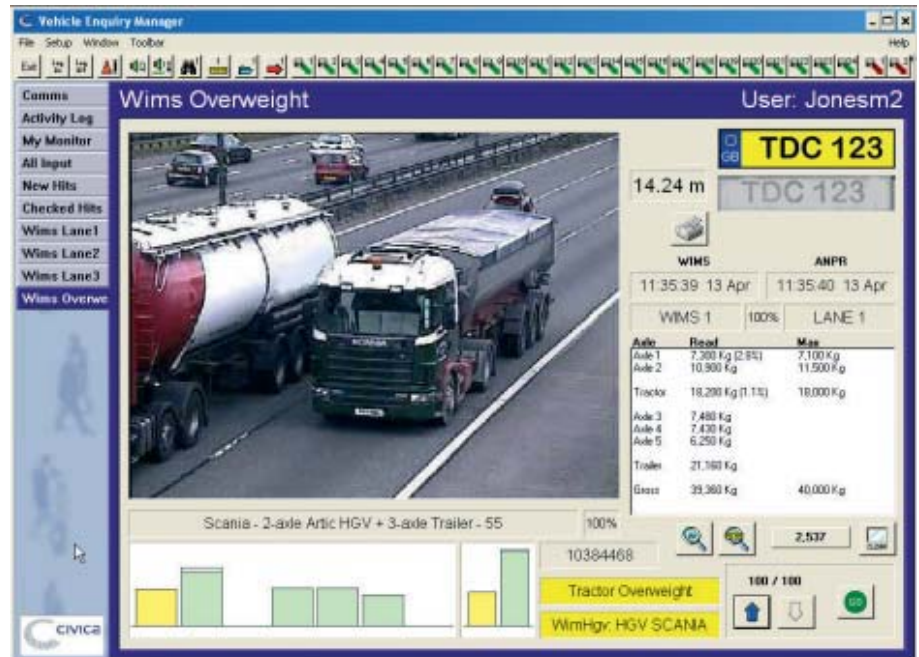 Vehicle Enquiry Manager
File Setup Window Toolbar Help
Exit
Comms
Activity Log
My Monitor
All Input
New Hits
Checked Hits
Wims Lane1
Wims Lane2
Wims Lane3
Wims Overwe
Wims Overweight User: Jonesm2
GB TDC 123
14.24 m TDC 123
WIMS ANPR
11:35:39 13 Apr 11:35:40 13 Apr
WIMS 1 100% LANE 1
Axle Read Max
Axle 1 7,300 Kg (2.8%) 7,100 Kg
Axle 2 10,900 Kg 11,500 Kg
Tractor 18,200 Kg (1.1%) 18,000 Kg
Axle 3 7,480 Kg
Axle 4 7,430 Kg
Axle 5 6,250 Kg
Trailer 21,160 Kg
Gross 39,360 Kg 40,000 Kg
SCANIA
Scania - 2-axle Artic HGV + 3-axle Trailer - 55 100%
2,537
10384468
Tractor Overweight
WimHgv: HGV SCANIA
100 / 100
GO
CIVICA